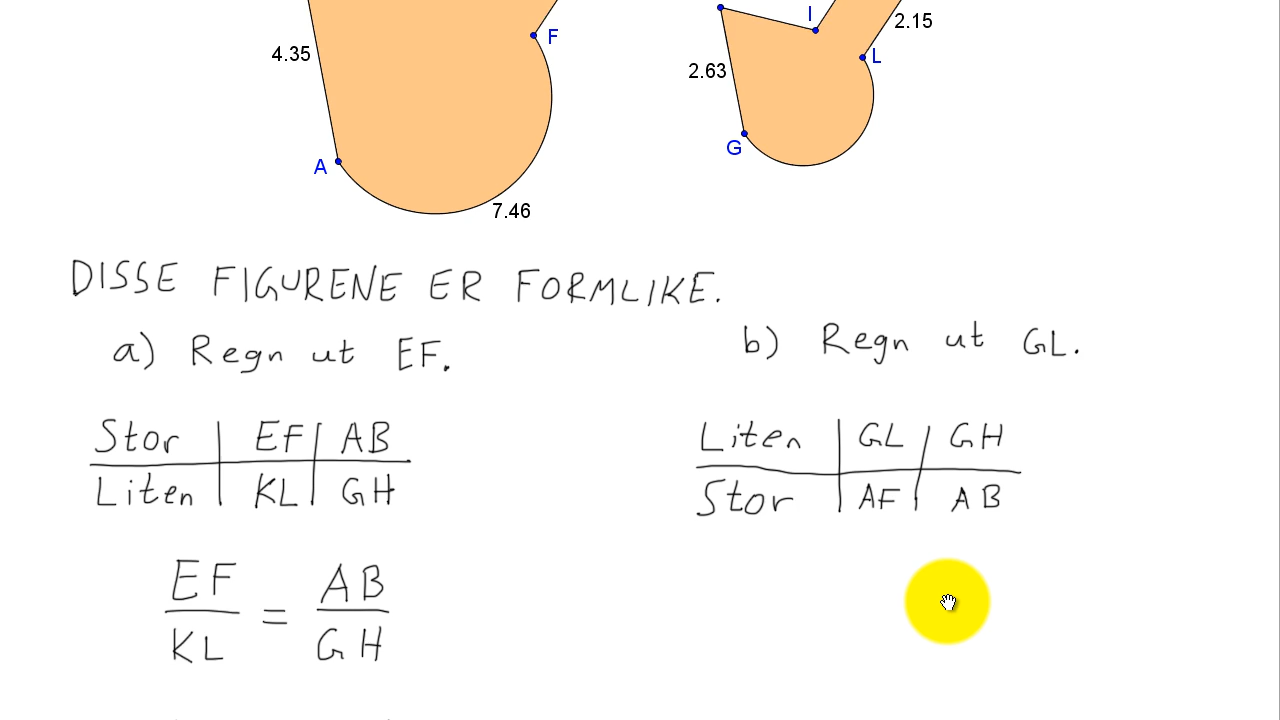 I
2.15
4.35
F
L
2.63
G
A
7.46
DISSE FIGURENE ER FORMLIKE.
a) Regn ut EF.
b) Regn ut GL.
Stor EF AB
Liten KL GH
Liten GL GH
Stor AF AB
EF = AB
KL GH